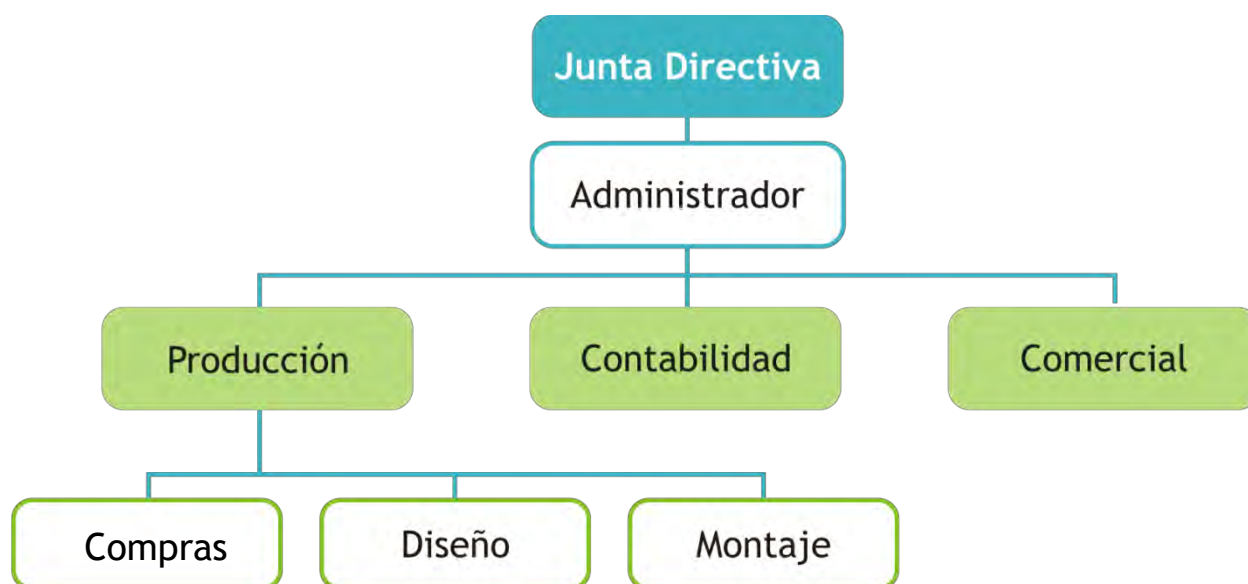 Junta Directiva
Administrador
Producción
Contabilidad
Comercial
Compras
Diseño
Montaje